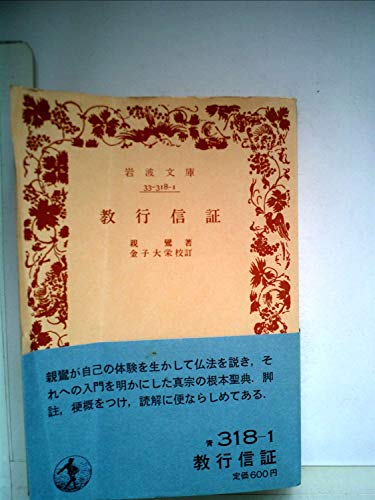 岩波文庫
33-318-1
教行信証
親鸞著
金子大栄校訂
親鸞が自己の体験を生かして仏法を説き，そ
れへの入門を明かにした真宗の根本聖典．脚
註，梗概をつけ，読解に便ならしめてある．
青 318-1
教行信証
定価600円